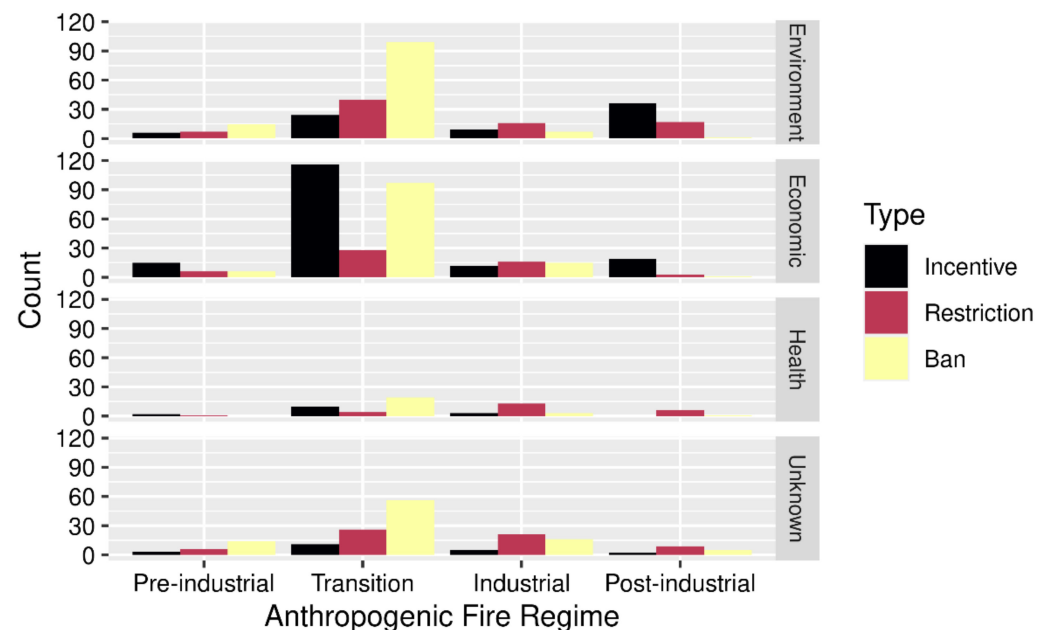 120
90
60
30
0
Environment
120
90
60
30
0
Economic
120
90
60
30
0
Health
120
90
60
30
0
Unknown
Count
Pre-industrial Transition Industrial Post-industrial
Anthropogenic Fire Regime
Type
Incentive
Restriction
Ban